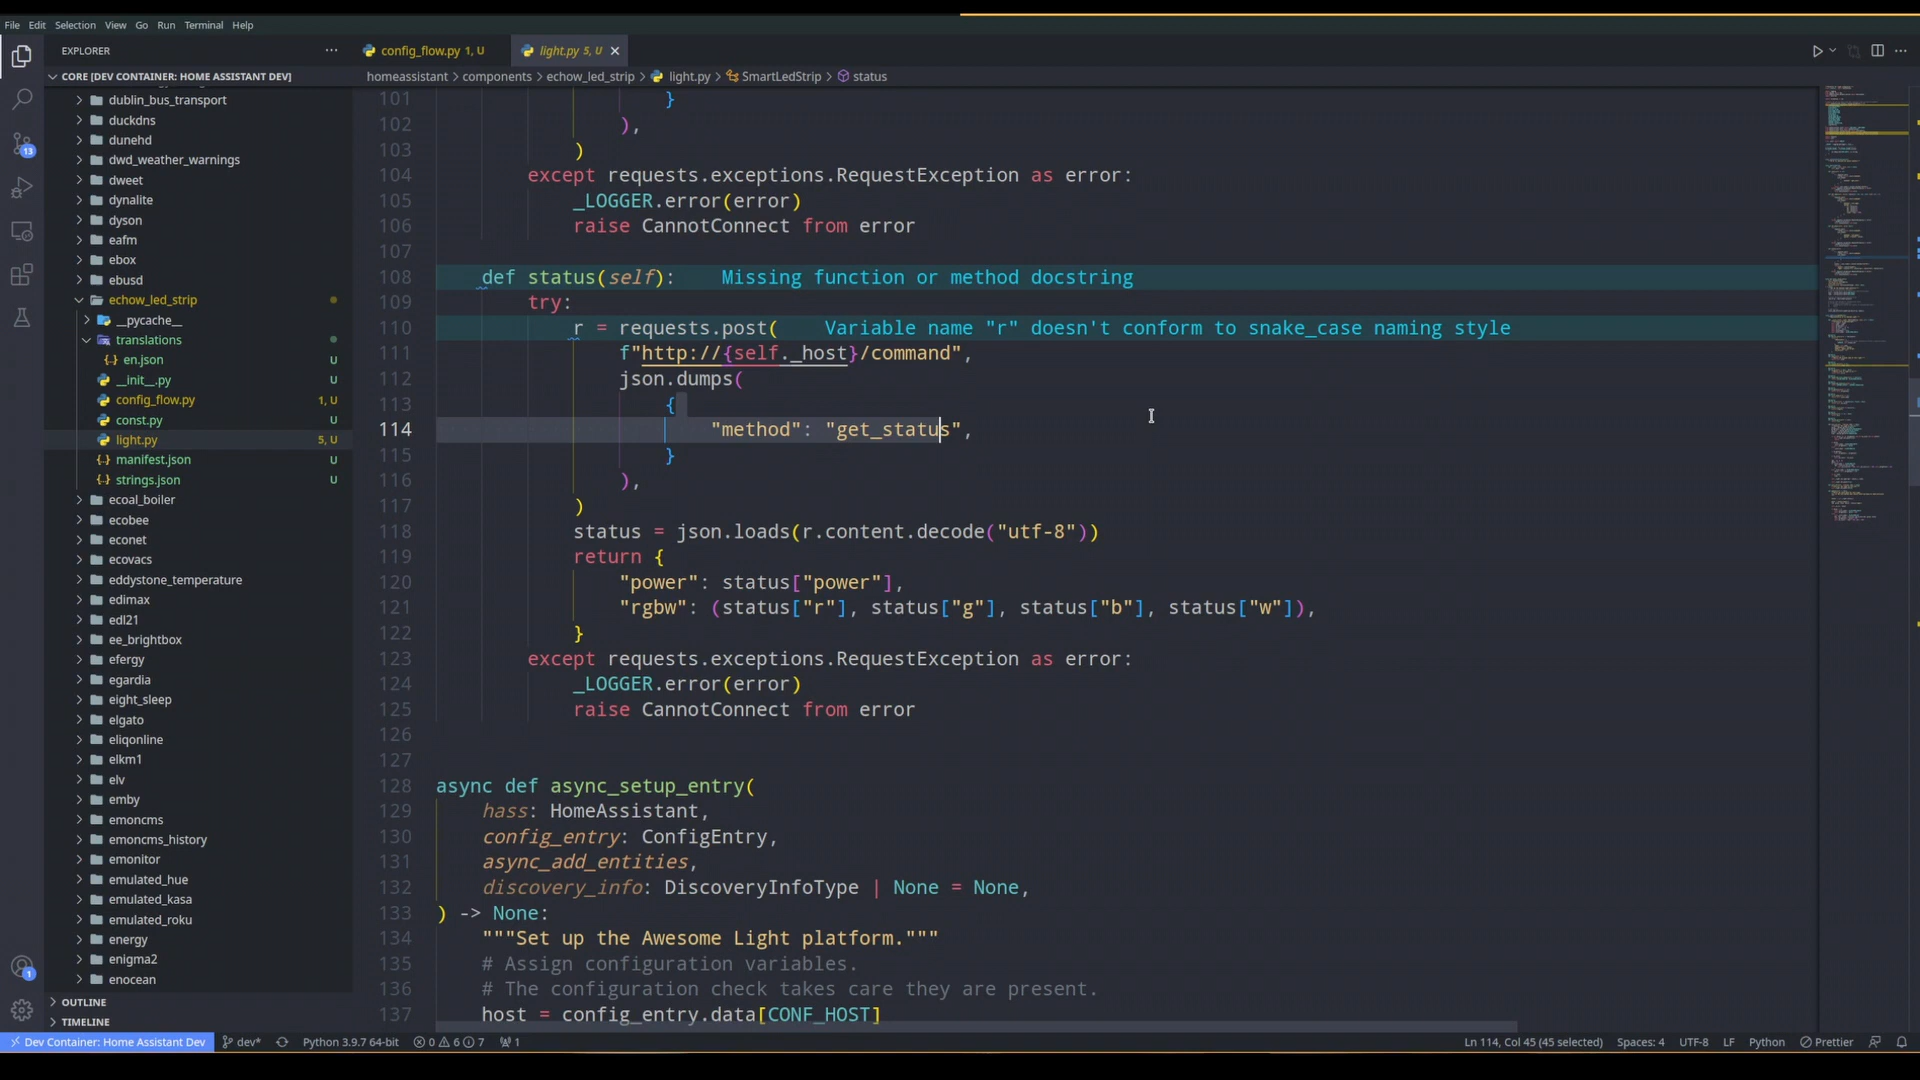 File Edit Selection View Go Run Terminal Help
EXPLORER
config_flow.py 1, U
light.py 5, U
CORE [DEV CONTAINER: HOME ASSISTANT DEV]
homeassistant > components > echow_led_strip > light.py > SmartLedStrip > status
dublin_bus_transport
duckdns
dunehd
dwd_weather_warnings
dweet
dynalite
dyson
eafm
ebox
ebusd
echow_led_strip
__pycache__
translations
en.json U
__init__.py U
config_flow.py 1, U
const.py U
light.py 5, U
manifest.json U
strings.json U
ecoal_boiler
ecobee
econet
ecovacs
eddystone_temperature
edimax
edl21
ee_brightbox
efergy
egardia
eight_sleep
elgato
eliqonline
elkm1
elv
emby
emoncms
emoncms_history
emonitor
emulated_hue
emulated_kasa
emulated_roku
energy
enigma2
enocean
OUTLINE
TIMELINE
13
1
101 }
102 ),
103 )
104 except requests.exceptions.RequestException as error:
105 _LOGGER.error(error)
106 raise CannotConnect from error
107
108 def status(self): Missing function or method docstring
109 try:
110 r = requests.post( Variable name "r" doesn't conform to snake_case naming style
111 f"http://{self._host}/command",
112 json.dumps(
113 {
114 "method": "get_status",
115 }
116 ),
117 )
118 status = json.loads(r.content.decode("utf-8"))
119 return {
120 "power": status["power"],
121 "rgbw": (status["r"], status["g"], status["b"], status["w"]),
122 }
123 except requests.exceptions.RequestException as error:
124 _LOGGER.error(error)
125 raise CannotConnect from error
126
127
128 async def async_setup_entry(
129 hass: HomeAssistant,
130 config_entry: ConfigEntry,
131 async_add_entities,
132 discovery_info: DiscoveryInfoType | None = None,
133 ) -> None:
134 """Set up the Awesome Light platform."""
135 # Assign configuration variables.
136 # The configuration check takes care they are present.
137 host = config_entry.data[CONF_HOST]
Dev Container: Home Assistant Dev dev* Python 3.9.7 64-bit 0 6 7 1 Ln 114, Col 45 (45 selected) Spaces: 4 UTF-8 LF Python Prettier